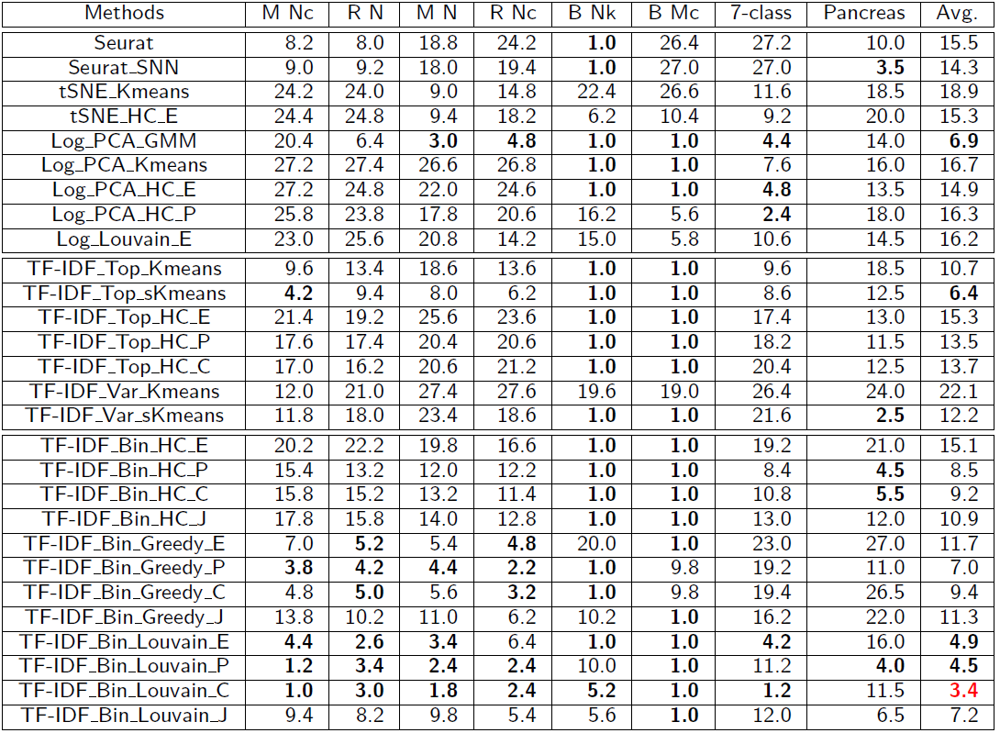 Methods M Nc R N M N R Nc B Nk B Mc 7-class Pancreas Avg.
Seurat 8.2 8.0 18.8 24.2 1.0 26.4 27.2 10.0 15.5
Seurat_SNN 9.0 9.2 18.0 19.4 1.0 27.0 27.0 3.5 14.3
tSNE_Kmeans 24.2 24.0 9.0 14.8 22.4 26.6 11.6 18.5 18.9
tSNE_HC_E 24.4 24.8 9.4 18.2 6.2 10.4 9.2 20.0 15.3
Log_PCA_GMM 20.4 6.4 3.0 4.8 1.0 1.0 4.4 14.0 6.9
Log_PCA_Kmeans 27.2 27.4 26.6 26.8 1.0 1.0 7.6 16.0 16.7
Log_PCA_HC_E 27.2 24.8 22.0 24.6 1.0 1.0 4.8 13.5 14.9
Log_PCA_HC_P 25.8 23.8 17.8 20.6 16.2 5.6 2.4 18.0 16.3
Log_Louvain_E 23.0 25.6 20.8 14.2 15.0 5.8 10.6 14.5 16.2
TF-IDF_Top_Kmeans 9.6 13.4 18.6 13.6 1.0 1.0 9.6 18.5 10.7
TF-IDF_Top_sKmeans 4.2 9.4 8.0 6.2 1.0 1.0 8.6 12.5 6.4
TF-IDF_Top_HC_E 21.4 19.2 25.6 23.6 1.0 1.0 17.4 13.0 15.3
TF-IDF_Top_HC_P 17.6 17.4 20.4 20.6 1.0 1.0 18.2 11.5 13.5
TF-IDF_Top_HC_C 17.0 16.2 20.6 21.2 1.0 1.0 20.4 12.5 13.7
TF-IDF_Var_Kmeans 12.0 21.0 27.4 27.6 19.6 19.0 26.4 24.0 22.1
TF-IDF_Var_sKmeans 11.8 18.0 23.4 18.6 1.0 1.0 21.6 2.5 12.2
TF-IDF_Bin_HC_E 20.2 22.2 19.8 16.6 1.0 1.0 19.2 21.0 15.1
TF-IDF_Bin_HC_P 15.4 13.2 12.0 12.2 1.0 1.0 8.4 4.5 8.5
TF-IDF_Bin_HC_C 15.8 15.2 13.2 11.4 1.0 1.0 10.8 5.5 9.2
TF-IDF_Bin_HC_J 17.8 15.8 14.0 12.8 1.0 1.0 13.0 12.0 10.9
TF-IDF_Bin_Greedy_E 7.0 5.2 5.4 4.8 20.0 1.0 23.0 27.0 11.7
TF-IDF_Bin_Greedy_P 3.8 4.2 4.4 2.2 1.0 9.8 19.2 11.0 7.0
TF-IDF_Bin_Greedy_C 4.8 5.0 5.6 3.2 1.0 9.8 19.4 26.5 9.4
TF-IDF_Bin_Greedy_J 13.8 10.2 11.0 6.2 10.2 1.0 16.2 22.0 11.3
TF-IDF_Bin_Louvain_E 4.4 2.6 3.4 6.4 1.0 1.0 4.2 16.0 4.9
TF-IDF_Bin_Louvain_P 1.2 3.4 2.4 2.4 10.0 1.0 11.2 4.0 4.5
TF-IDF_Bin_Louvain_C 1.0 3.0 1.8 2.4 5.2 1.0 1.2 11.5 3.4
TF-IDF_Bin_Louvain_J 9.4 8.2 9.8 5.4 5.6 1.0 12.0 6.5 7.2